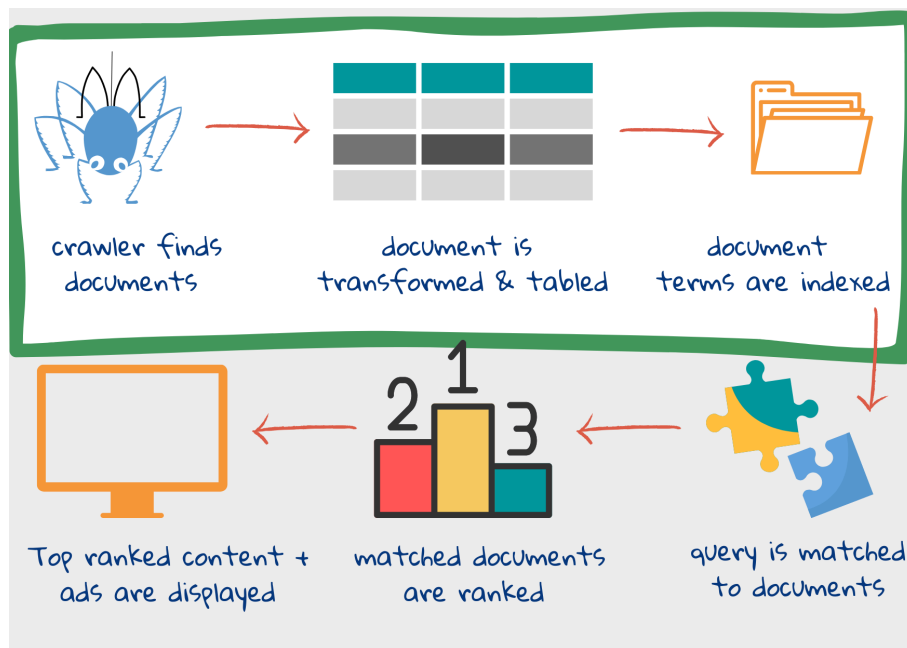 crawler finds
documents
document is
transformed & tabled
document
terms are indexed
2
1
3
Top ranked content +
ads are displayed
matched documents
are ranked
query is matched
to documents